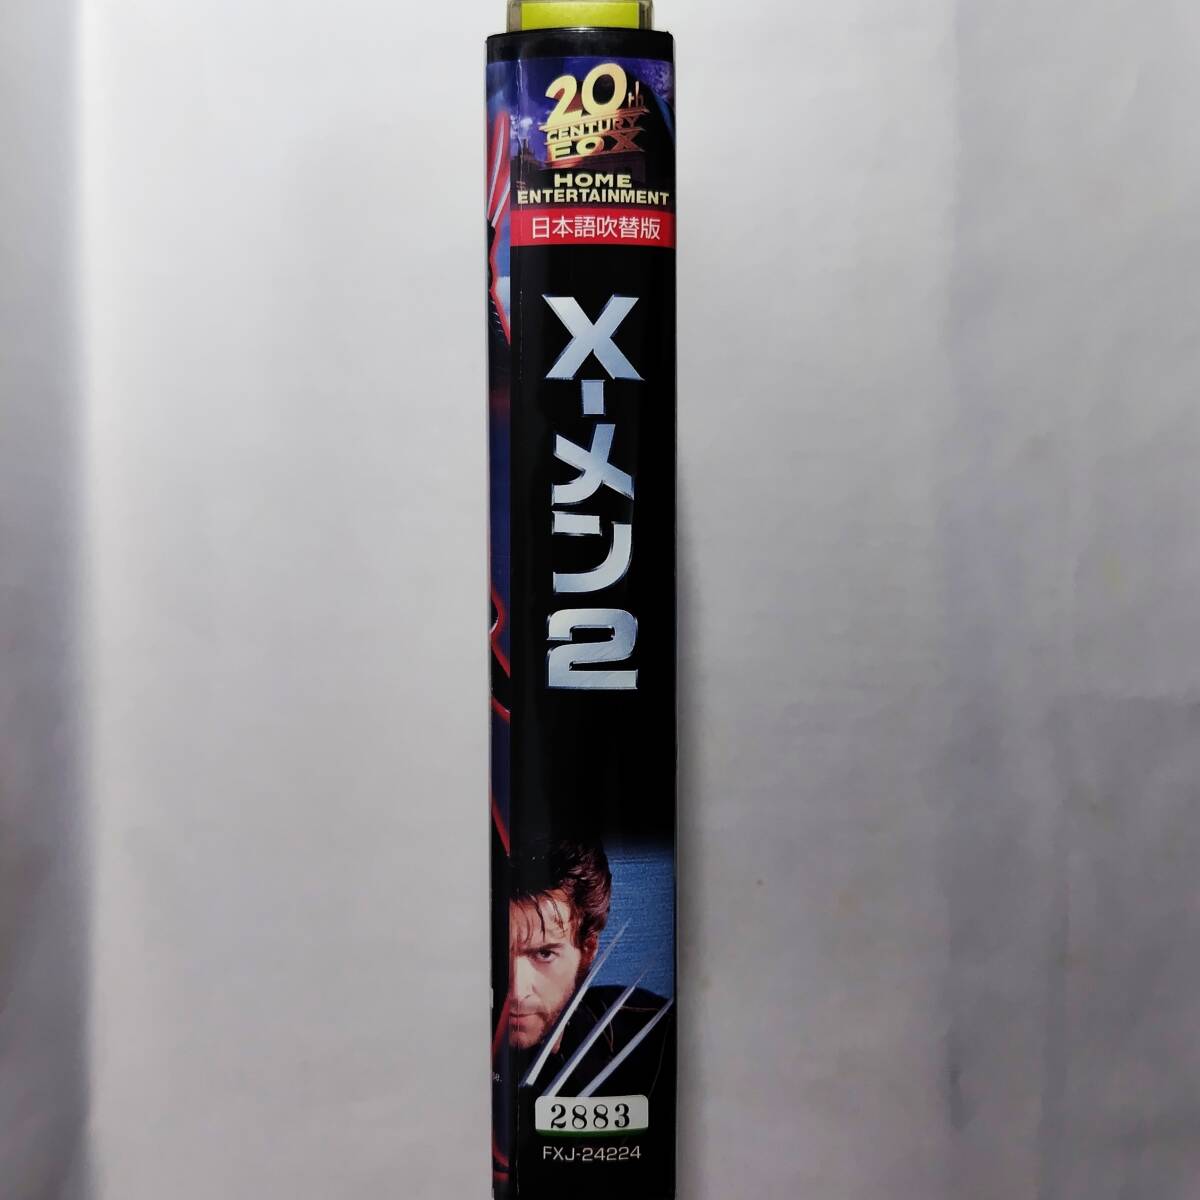 20th
CENTURY
FOX
HOME
ENTERTAINMENT
日本語吹替版
X-メン2
2883
FXJ-24224